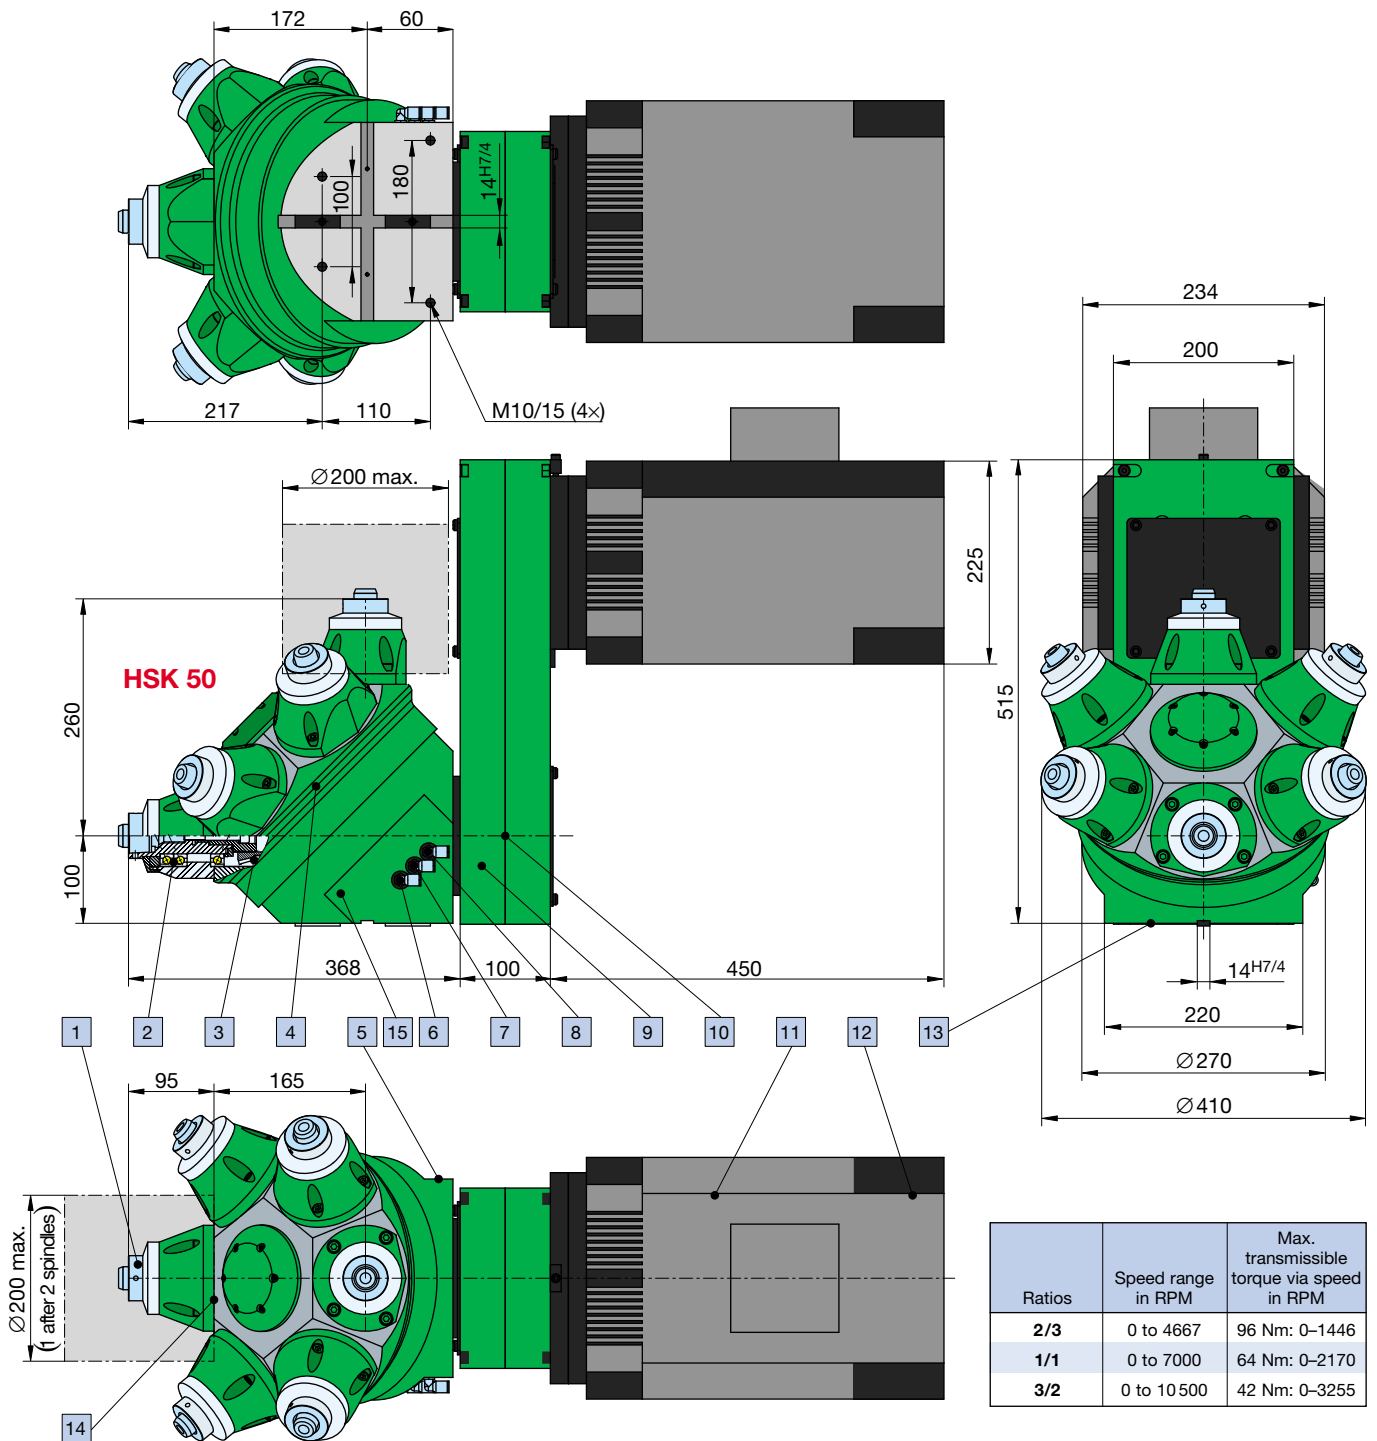 172
60
100
180
14H7/4
217
110
M10/15 (4×)
234
200
Ø200 max.
225
515
HSK 50
260
100
368
100
450
14H7/4
220
Ø270
Ø410
1
2
3
4
5
15
6
7
8
9
10
11
12
13
95
165
Ø200 max.
(1 after 2 spindles)
14
Ratios
Speed range
in RPM
Max.
transmissible
torque via speed
in RPM
2/3
0 to 4667
96 Nm: 0–1446
1/1
0 to 7000
64 Nm: 0–2170
3/2
0 to 10 500
42 Nm: 0–3255